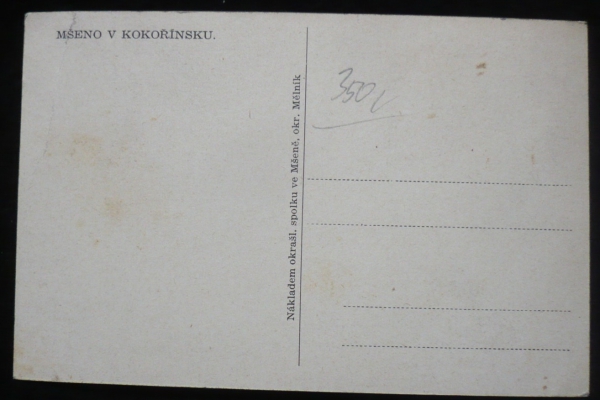 MŠENO V KOKOŘÍNSKU.
Nákladem okrašl. spolku ve Mšeně, okr. Mělník
350